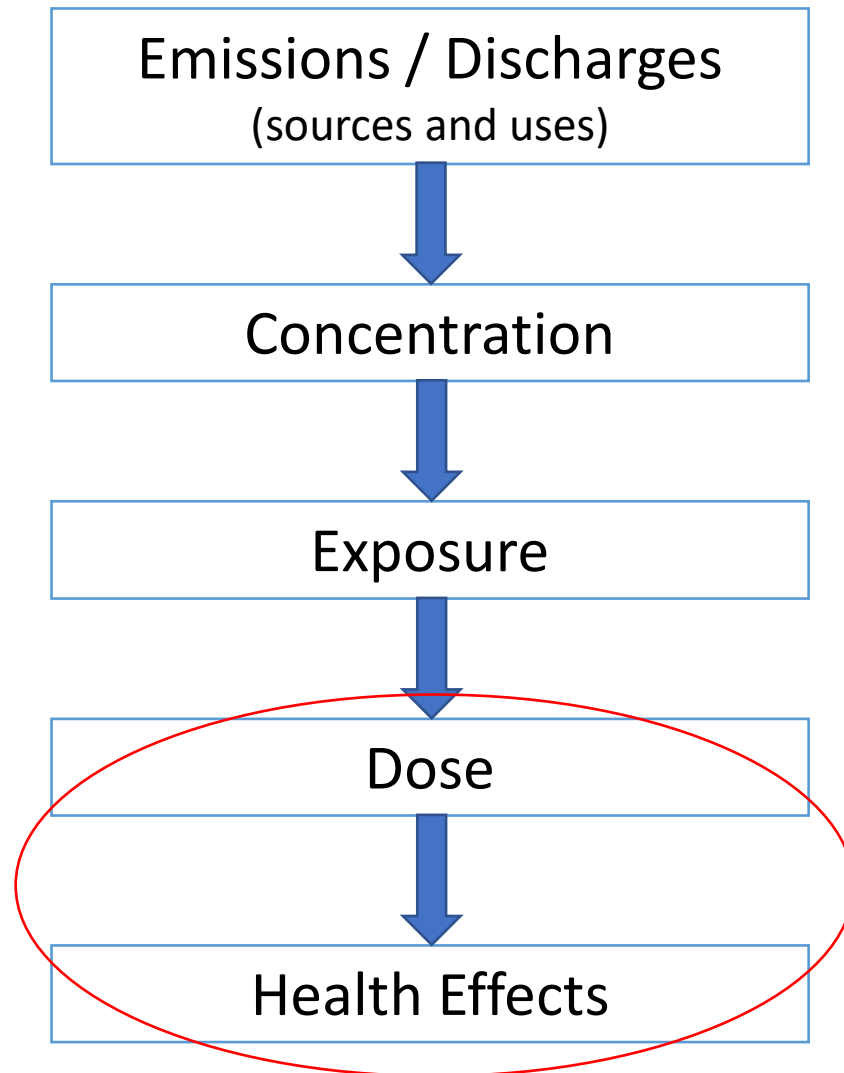 Emissions / Discharges
(sources and uses)
Concentration
Exposure
Dose
Health Effects